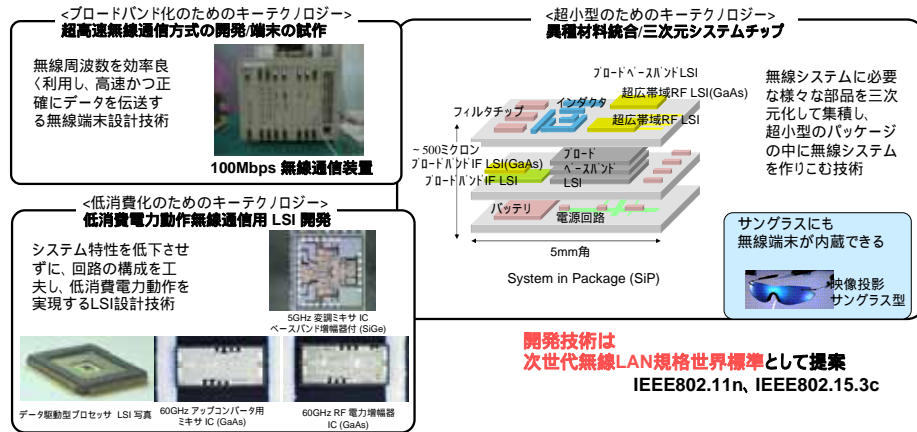 <ブロードバンド化のためのキーテクノロジー>
超高速無線通信方式の開発/端末の試作
無線周波数を効率良
く利用し、高速かつ正
確にデータを伝送す
る無線端末設計技術
100Mbps 無線通信装置
<低消費化のためのキーテクノロジー>
低消費電力動作無線通信用 LSI 開発
システム特性を低下させ
ずに、回路の構成を工
夫し、低消費電力動作を
実現するLSI設計技術
5GHz 変調ミキサ IC
ベースバンド増幅器付 (SiGe)
データ駆動型プロセッサ LSI 写真
60GHz アップコンバータ用
ミキサ IC (GaAs)
60GHz RF 電力増幅器
IC (GaAs)
<超小型のためのキーテクノロジー>
異種材料統合/三次元システムチップ
ブロードベースバンドLSI
超広帯域RF LSI(GaAs)
インダクタ
フィルタチップ
超広帯域RF LSI
~500ミクロン
ブロードバンドIF LSI(GaAs)
ブロードバンドIF LSI
ブロード
ベースバンド
LSI
バッテリ
電源回路
5mm角
System in Package (SiP)
無線システムに必要
な様々な部品を三次
元化して集積し、
超小型のパッケージ
の中に無線システム
を作りこむ技術
サングラスにも
無線端末が内蔵できる
映像投影
サングラス型
開発技術は
次世代無線LAN規格世界標準として提案
IEEE802.11n、IEEE802.15.3c